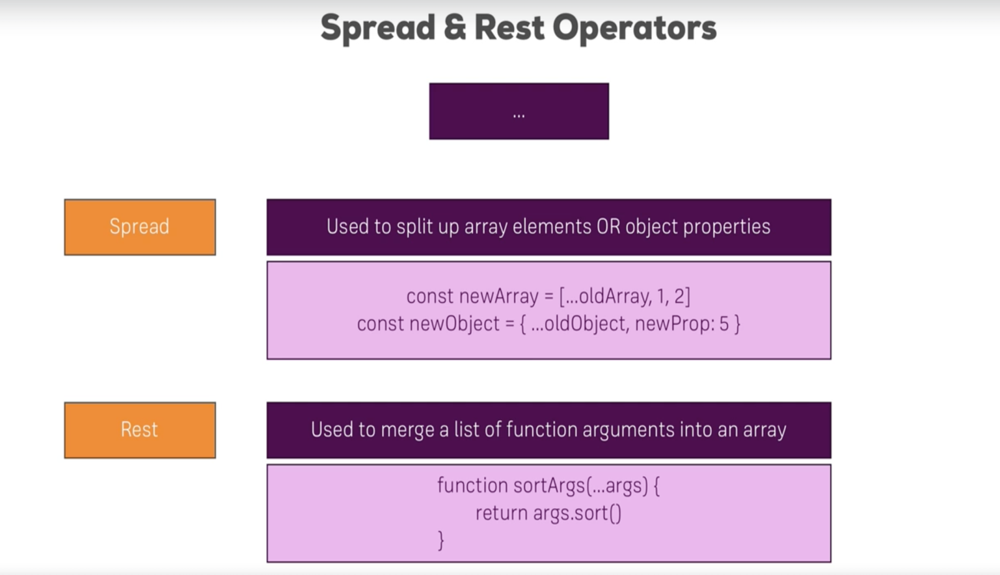 Spread & Rest Operators
...
Spread
Used to split up array elements OR object properties
const newArray = [...oldArray, 1, 2]
const newObject = { ...oldObject, newProp: 5 }
Rest
Used to merge a list of function arguments into an array
function sortArgs(...args) {
return args.sort()
}